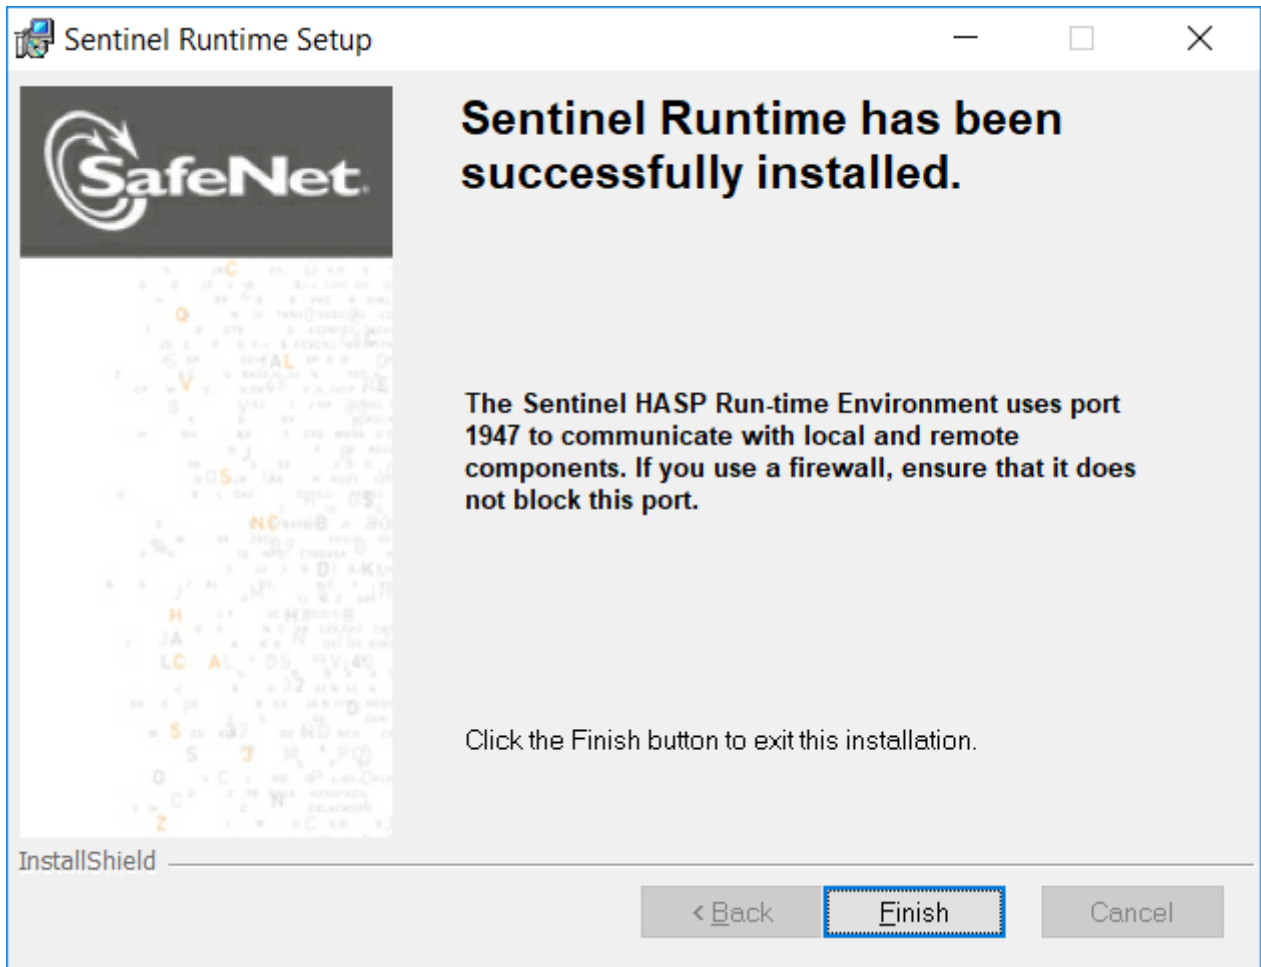 Sentinel Runtime Setup
SafeNet.
Sentinel Runtime has been
successfully installed.
The Sentinel HASP Run-time Environment uses port
1947 to communicate with local and remote
components. If you use a firewall, ensure that it does
not block this port.
Click the Finish button to exit this installation.
InstallShield
< Back
Finish
Cancel